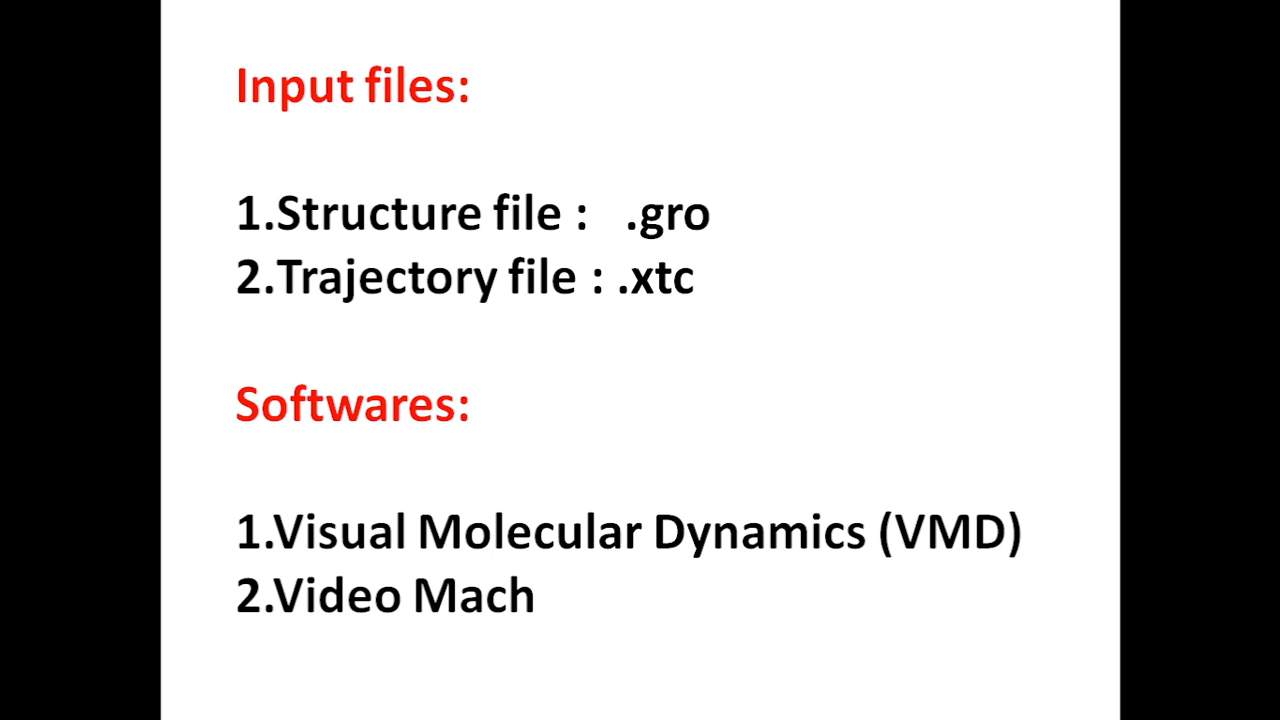 Input files:
1.Structure file :   .gro
2.Trajectory file : .xtc
Softwares:
1.Visual Molecular Dynamics (VMD)
2.Video Mach